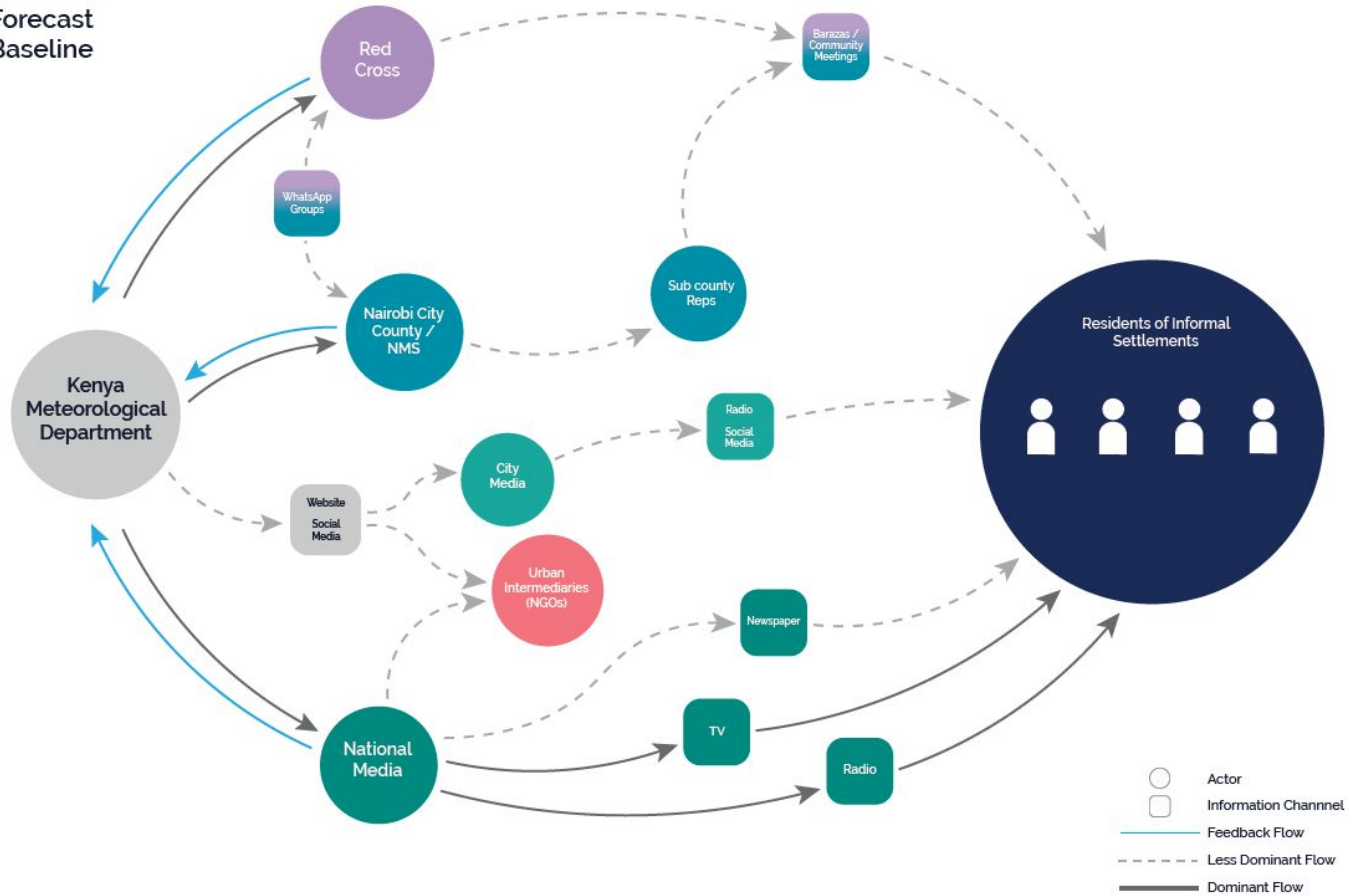 Forecast
Baseline
Red
Cross
Barazas /
Community
Meetings
WhatsApp
Groups
Nairobi City
County /
NMS
Sub county
Reps
Residents of Informal
Settlements
Kenya
Meteorological
Department
Radio
Social
Media
City
Media
Website
Social
Media
Urban
Intermediaries
(NGOs)
Newspaper
TV
National
Media
Radio
Actor
Information Channnel
Feedback Flow
Less Dominant Flow
Dominant Flow